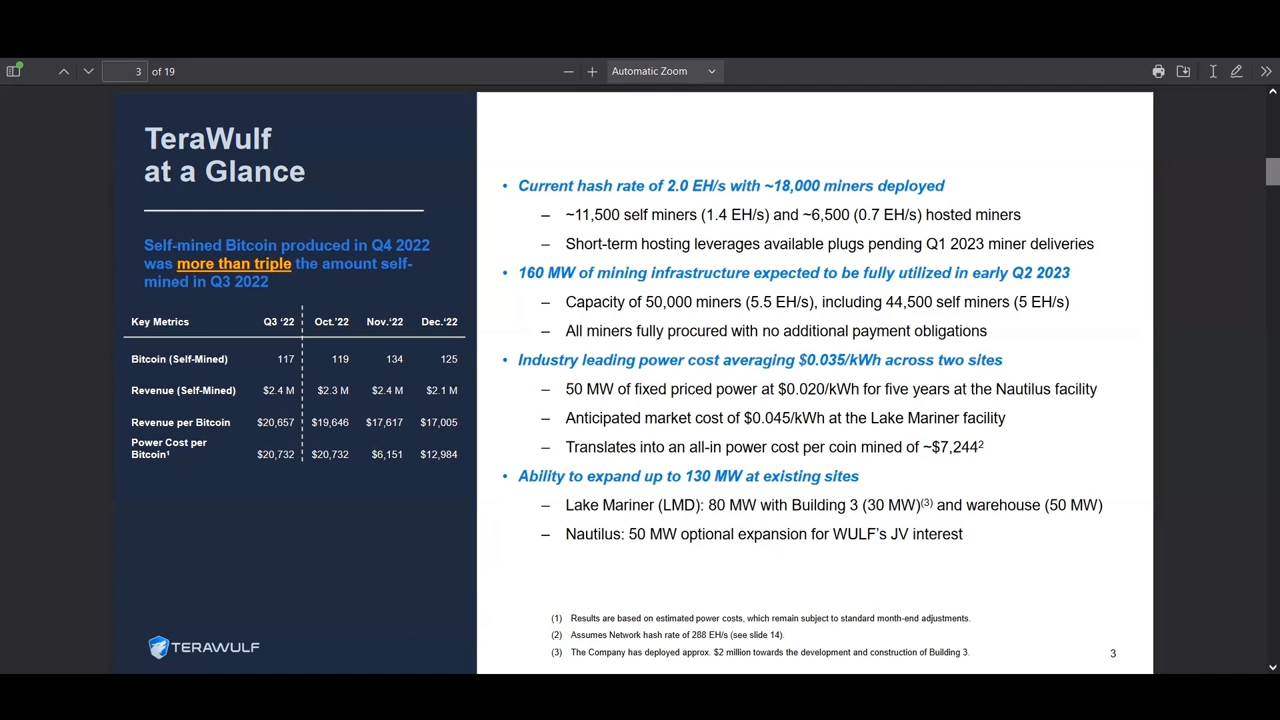 3 of 19
Automatic Zoom
TeraWulf
at a Glance
Self-mined Bitcoin produced in Q4 2022
was more than triple the amount self-
mined in Q3 2022
Key Metrics Q3 ‘22 Oct.’22 Nov.‘22 Dec.‘22
Bitcoin (Self-Mined) 117 119 134 125
Revenue (Self-Mined) $2.4 M $2.3 M $2.4 M $2.1 M
Revenue per Bitcoin $20,657 $19,646 $17,617 $17,005
Power Cost per
Bitcoin¹ $20,732 $20,732 $6,151 $12,984
TERAWULF
• Current hash rate of 2.0 EH/s with ~18,000 miners deployed
– ~11,500 self miners (1.4 EH/s) and ~6,500 (0.7 EH/s) hosted miners
– Short-term hosting leverages available plugs pending Q1 2023 miner deliveries
• 160 MW of mining infrastructure expected to be fully utilized in early Q2 2023
– Capacity of 50,000 miners (5.5 EH/s), including 44,500 self miners (5 EH/s)
– All miners fully procured with no additional payment obligations
• Industry leading power cost averaging $0.035/kWh across two sites
– 50 MW of fixed priced power at $0.020/kWh for five years at the Nautilus facility
– Anticipated market cost of $0.045/kWh at the Lake Mariner facility
– Translates into an all-in power cost per coin mined of ~$7,244²
• Ability to expand up to 130 MW at existing sites
– Lake Mariner (LMD): 80 MW with Building 3 (30 MW)⁽³⁾ and warehouse (50 MW)
– Nautilus: 50 MW optional expansion for WULF’s JV interest
(1) Results are based on estimated power costs, which remain subject to standard month-end adjustments.
(2) Assumes Network hash rate of 288 EH/s (see slide 14).
(3) The Company has deployed approx. $2 million towards the development and construction of Building 3.
3